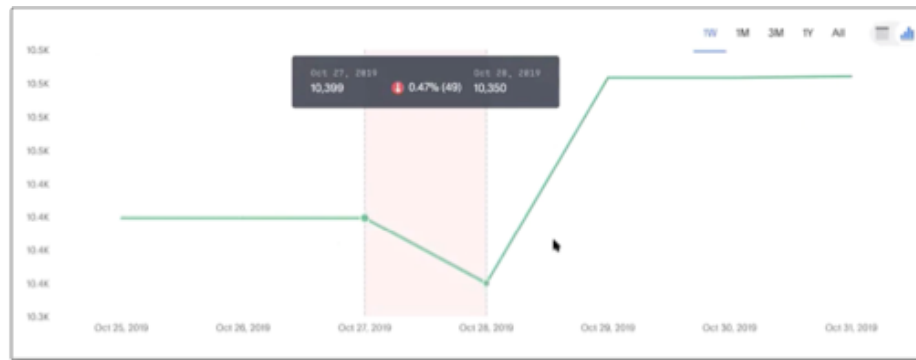 1W 1M 3M 1Y All
10.5K
10.5K
10.5K
10.5K
10.4K
10.4K
10.4K
10.4K
10.3K
Oct 27, 2019 Oct 28, 2019
10,399 0.47% (49) 10,350
Oct 25, 2019 Oct 26, 2019 Oct 27, 2019 Oct 28, 2019 Oct 29, 2019 Oct 30, 2019 Oct 31, 2019